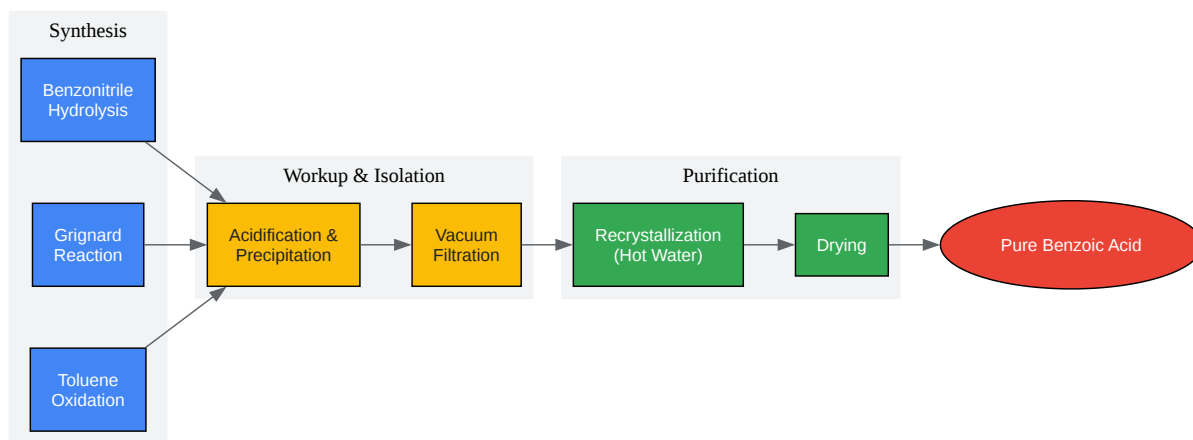 Synthesis
Benzonitrile
Hydrolysis
Grignard
Reaction
Toluene
Oxidation
Workup & Isolation
Acidification &
Precipitation
Vacuum
Filtration
Purification
Recrystallization
(Hot Water)
Drying
Pure Benzoic Acid